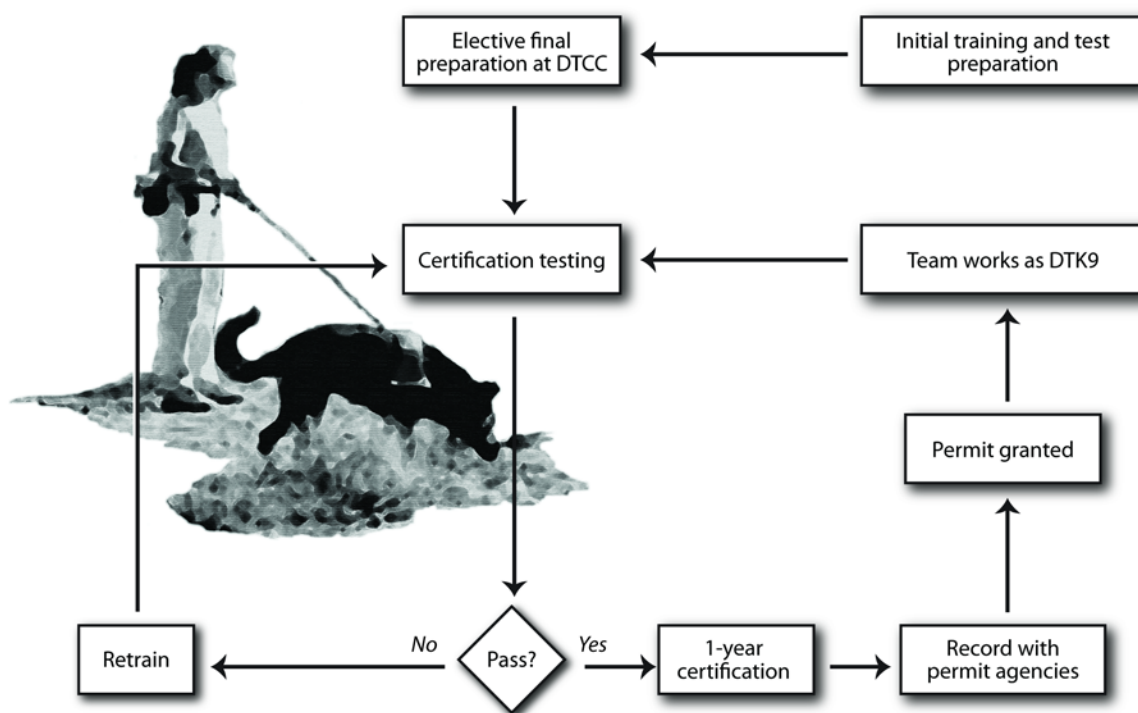 Elective final
preparation at DTCC
Initial training and test
preparation
Certification testing
Team works as DTK9
Permit granted
Retrain
No
Pass?
Yes
1-year
certification
Record with
permit agencies